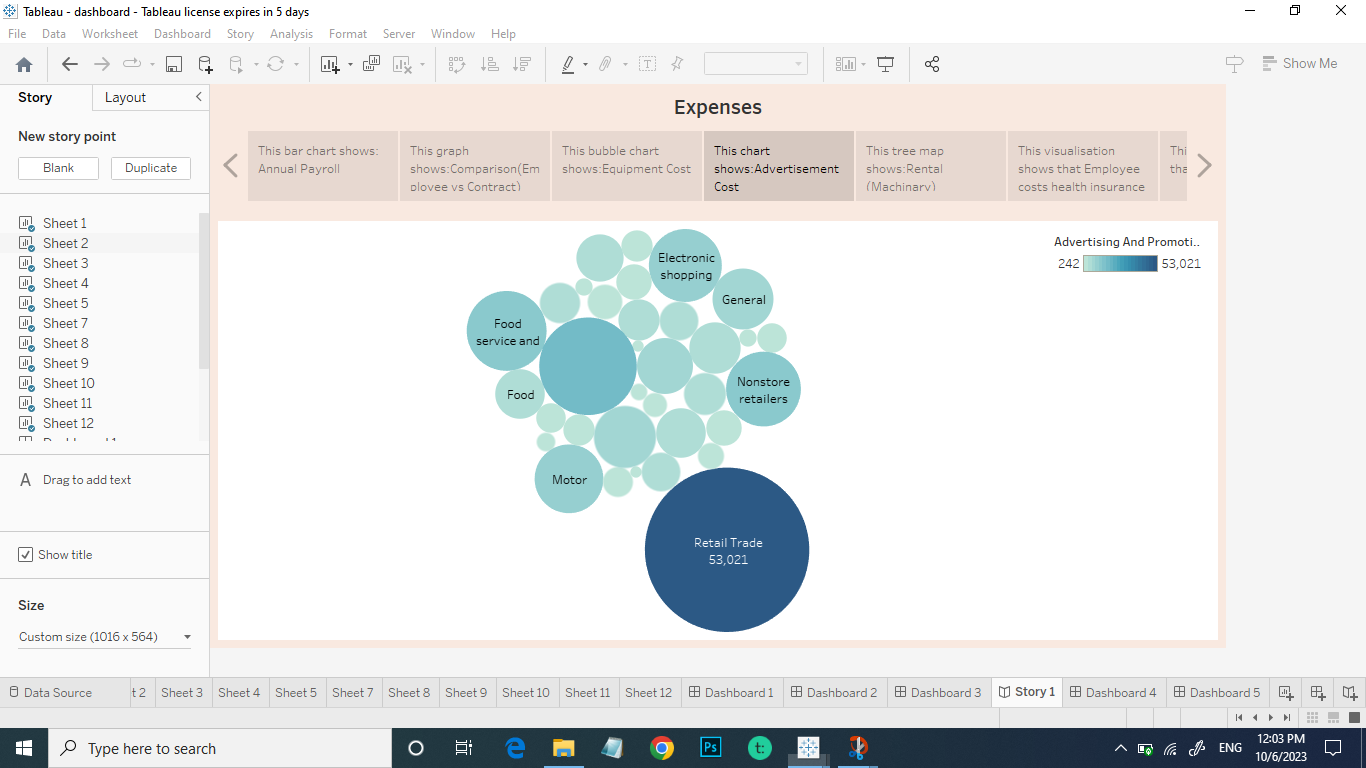 Tableau - dashboard - Tableau license expires in 5 days
File Data Worksheet Dashboard Story Analysis Format Server Window Help
Show Me
Story Layout
New story point
Blank Duplicate
Sheet 1
Sheet 2
Sheet 3
Sheet 4
Sheet 5
Sheet 7
Sheet 8
Sheet 9
Sheet 10
Sheet 11
Sheet 12
A Drag to add text
Show title
Size
Custom size (1016 x 564)
Expenses
This bar chart shows:
Annual Payroll
This graph
shows:Comparison(Em
ployee vs Contract)
This bubble chart
shows:Equipment Cost
This chart
shows:Advertisement
Cost
This tree map
shows:Rental
(Machinary)
This visualisation
shows that Employee
costs health insurance
Thi
tha
Advertising And Promoti..
242 53,021
Electronic
shopping
General
Food
service and
Food
Nonstore
retailers
Motor
Retail Trade
53,021
Data Source t 2 Sheet 3 Sheet 4 Sheet 5 Sheet 7 Sheet 8 Sheet 9 Sheet 10 Sheet 11 Sheet 12 Dashboard 1 Dashboard 2 Dashboard 3 Story 1 Dashboard 4 Dashboard 5
Type here to search
Ps
t:
ENG
12:03 PM
10/6/2023